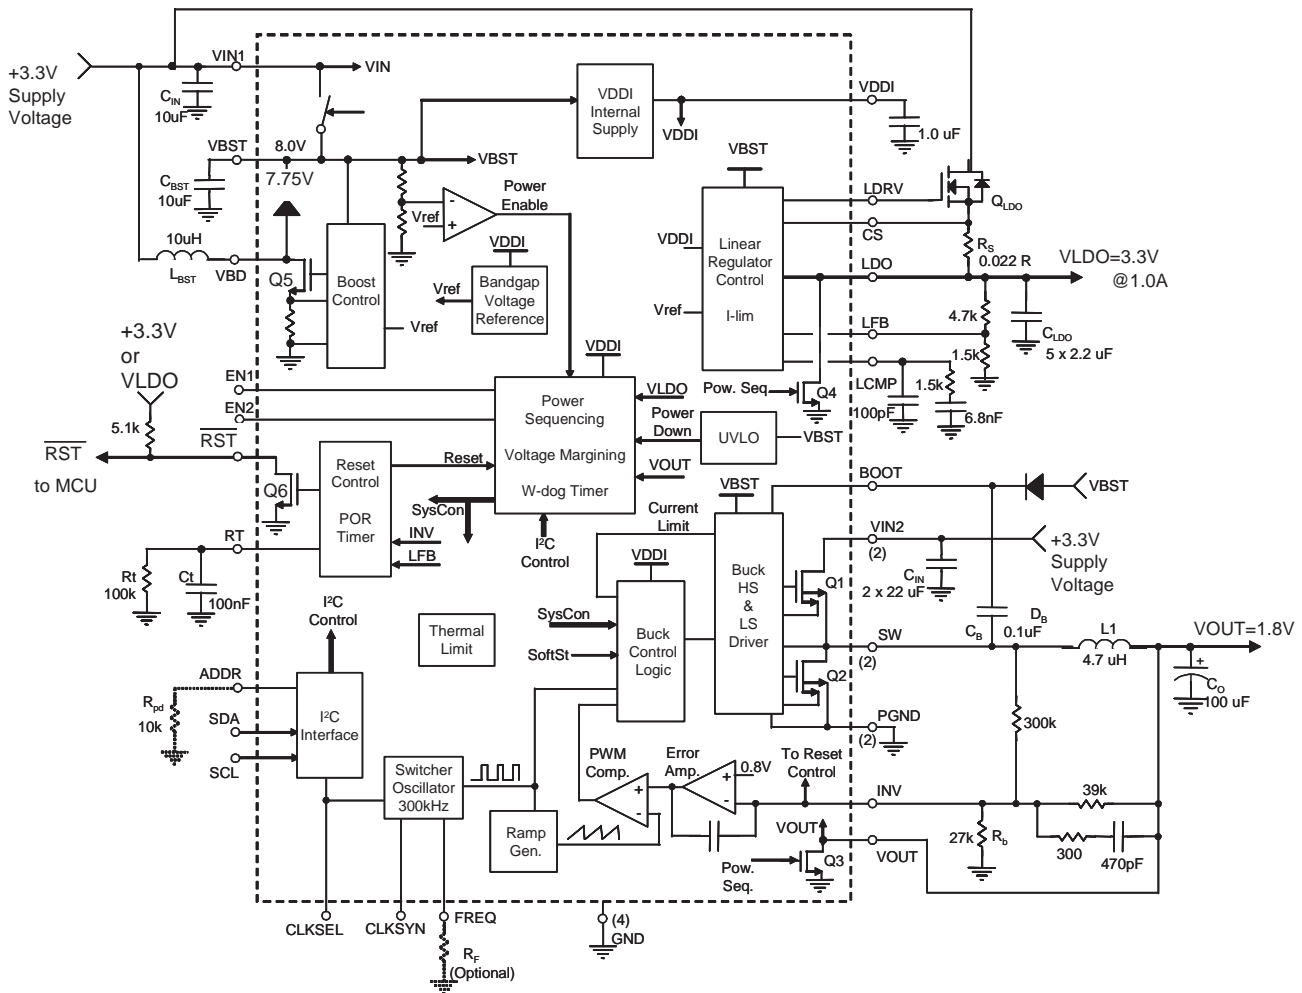 +3.3V
Supply
Voltage
VIN1
CIN
10uF
VIN
VBST
8.0V
7.75V
VBST
CBST
10uF
10uH
LBST
VBD
Q5
Boost
Control
Vref
Vref
-
+
Power
Enable
VDDI
Bandgap
Voltage
Reference
Vref
VDDI
Internal
Supply
VDDI
VDDI
1.0 uF
VBST
Linear
Regulator
Control
I-lim
VDDI
Vref
LDRV
CS
LDO
LFB
LCMP
QLDO
RS
0.022 R
VLDO=3.3V
@1.0A
4.7k
1.5k
CLDO
5 x 2.2 uF
1.5k
100pF
6.8nF
Pow. Seq.
Q4
+3.3V
or
VLDO
5.1k
RST
to MCU
RST
EN1
EN2
VDDI
Power
Sequencing
Voltage Margining
W-dog Timer
VLDO
Power
Down
VOUT
UVLO
VBST
Q6
Reset
Control
POR
Timer
Reset
SysCon
INV
LFB
I2C
Control
RT
Rt
100k
Ct
100nF
I2C
Control
Thermal
Limit
Current
Limit
VDDI
VBST
Buck
HS
&
LS
Driver
Buck
Control
Logic
SysCon
SoftSt
Q1
Q2
BOOT
VBST
VIN2
(2)
CIN
2 x 22 uF
+3.3V
Supply
Voltage
DB
CB
0.1uF
SW
(2)
L1
4.7 uH
VOUT=1.8V
+
CO
100 uF
PGND
(2)
300k
ADDR
Rpd
10k
SDA
SCL
I2C
Interface
Switcher
Oscillator
300kHz
Ramp
Gen.
PWM
Comp.
+
-
Error
Amp.
+
-
0.8V
To Reset
Control
INV
39k
27k
Rb
300
470pF
VOUT
VOUT
Pow.
Seq.
Q3
CLKSEL
CLKSYN
FREQ
RF
(Optional)
(4)
GND